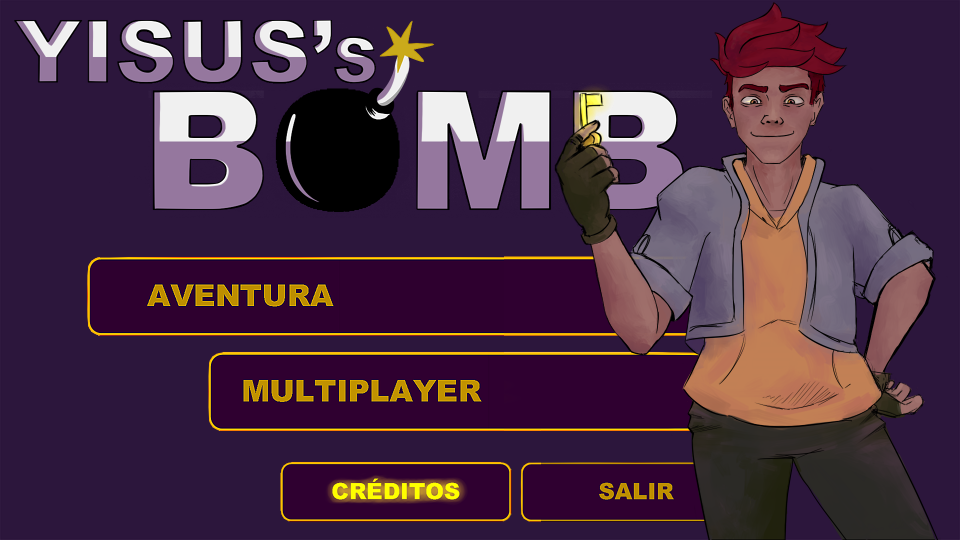 YISUS's
BOMB
AVENTURA
MULTIPLAYER
CRÉDITOS
SALIR